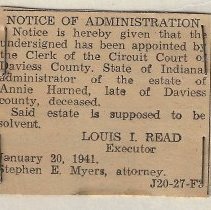 NOTICE OF ADMINISTRATION.
Notice is hereby given that the
undersigned has been appointed by
the Clerk of the Circuit Court of
Daviess County, State of Indiana
administrator of the estate of
Annie Harned, late of Daviess
county, deceased.
Said estate is supposed to be
solvent.
LOUIS I. READ
Executor
January 20, 1941.
Stephen E. Myers, attorney.
J20-27-F3